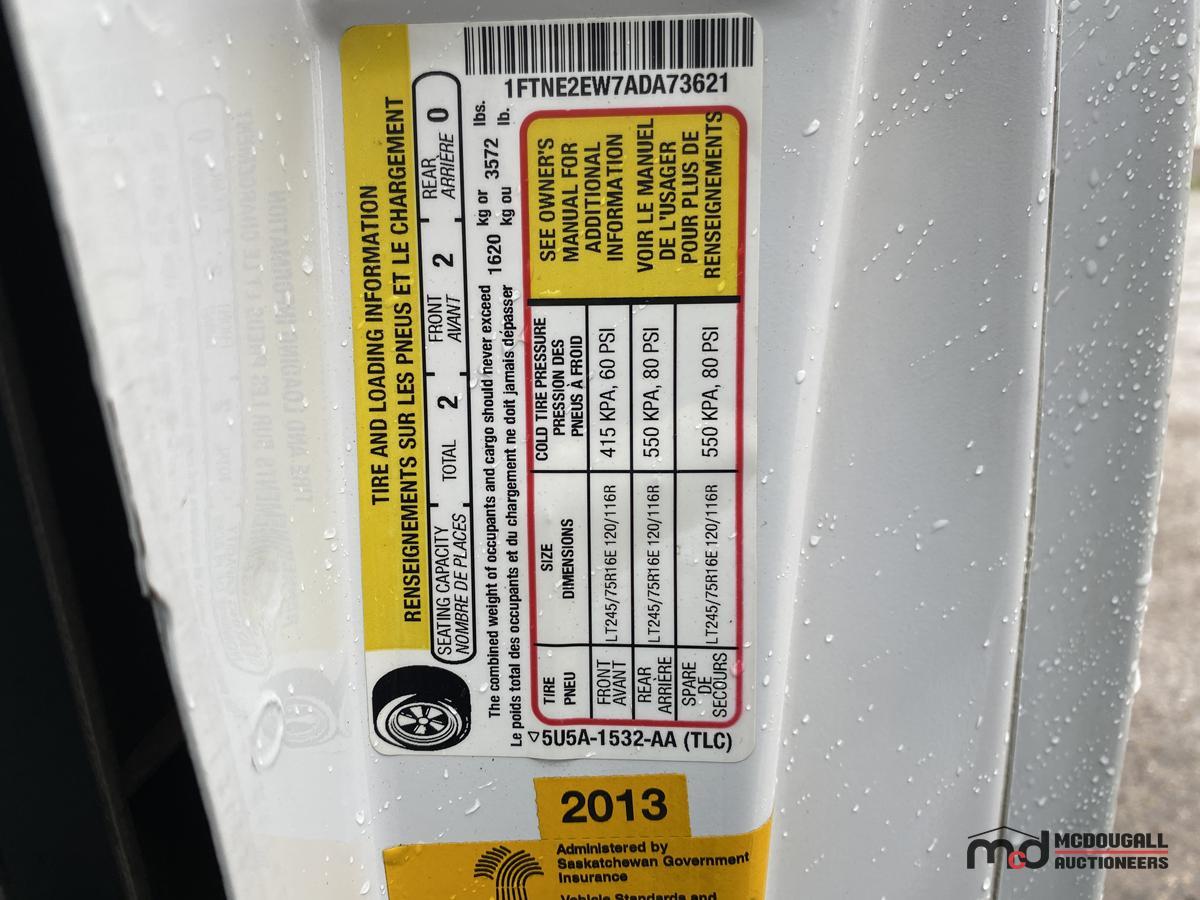 1FTNE2EW7ADA73621
TIRE AND LOADING INFORMATION
RENSEIGNEMENTS SUR LES PNEUS ET LE CHARGEMENT
SEATING CAPACITY
NOMBRE DE PLACES
TOTAL 2
FRONT
AVANT
2
REAR
ARRIÈRE
0
The combined weight of occupants and cargo should never exceed 1620 kg or 3572 lbs.
Le poids total des occupants et du chargement ne doit jamais dépasser kg ou lb.
TIRE
PNEU
SIZE
DIMENSIONS
COLD TIRE PRESSURE
PRESSION DES
PNEUS À FROID
FRONT
AVANT
LT245/75R16E 120/116R
415 KPA, 60 PSI
REAR
ARRIÈRE
LT245/75R16E 120/116R
550 KPA, 80 PSI
SPARE
DE
SECOURS
LT245/75R16E 120/116R
550 KPA, 80 PSI
SEE OWNER'S
MANUAL FOR
ADDITIONAL
INFORMATION
VOIR LE MANUEL
DE L'USAGER
POUR PLUS DE
RENSEIGNEMENTS
▽5U5A-1532-AA (TLC)
2013
Administered by
Saskatchewan Government
Insurance
Vehicle Standards and
mcd MCDOUGALL
AUCTIONEERS